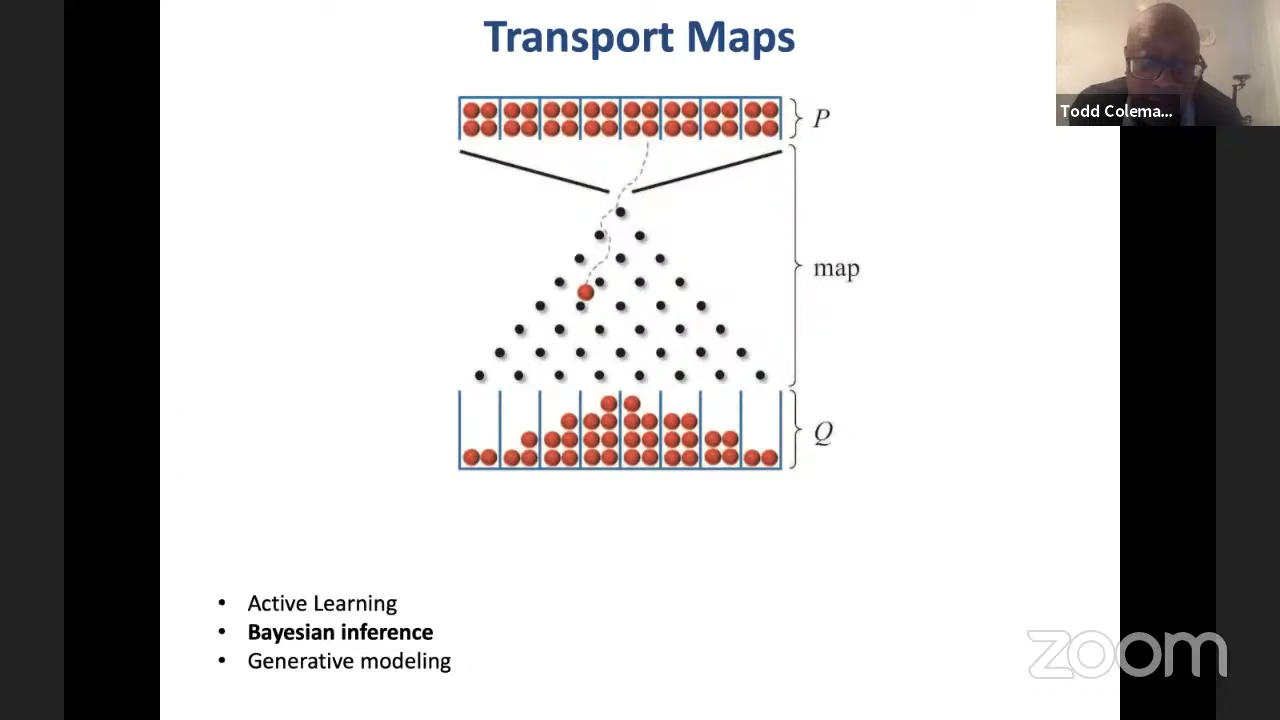 Transport Maps
Todd Colema...
P
map
Q
• Active Learning
• Bayesian inference
• Generative modeling
zoom